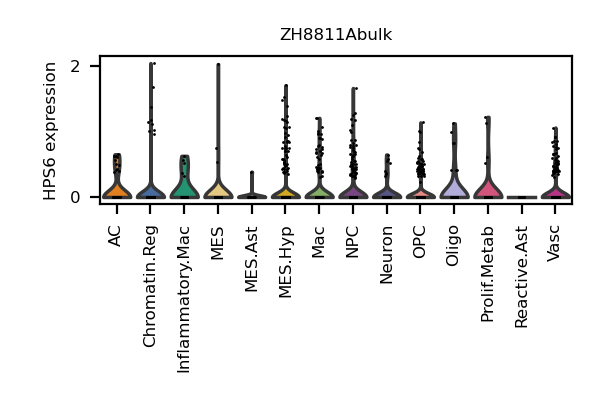 ZH8811Abulk
HPS6 expression
2
0
AC
Chromatin.Reg
Inflammatory.Mac
MES
MES.Ast
MES.Hyp
Mac
NPC
Neuron
OPC
Oligo
Prolif.Metab
Reactive.Ast
Vasc